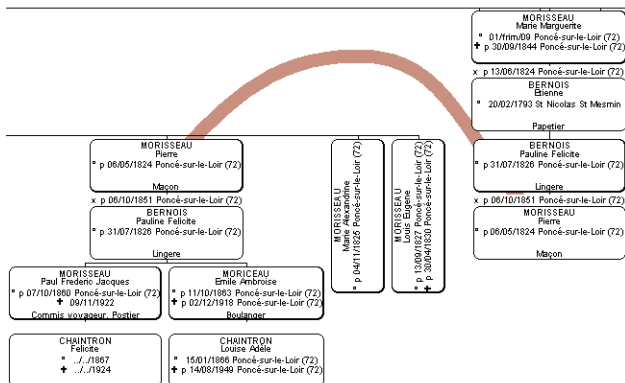 MORISSEAU
Marie Marguerite
° 01/frim/09 Poncé-sur-le-Loir (72)
✝ p 30/09/1844 Poncé-sur-le-Loir (72)
x p 13/06/1824 Poncé-sur-le-Loir (72)
BERNOIS
Etienne
° 20/02/1793 St Nicolas St Mesmin
Papetier
MORISSEAU
Pierre
° p 06/05/1824 Poncé-sur-le-Loir (72)
Maçon
x p 06/10/1851 Poncé-sur-le-Loir (72)
BERNOIS
Pauline Felicite
° p 31/07/1826 Poncé-sur-le-Loir (72)
Lingere
MORISSEAU
Marie Alexandrine
° p 04/11/1825 Poncé-sur-le-Loir (72)
MORISSEAU
Louis Eugène
° p 13/09/1827 Poncé-sur-le-Loir (72)
✝ p 30/04/1830 Poncé-sur-le-Loir (72)
BERNOIS
Pauline Felicite
° p 31/07/1826 Poncé-sur-le-Loir (72)
Lingere
x p 06/10/1851 Poncé-sur-le-Loir (72)
MORISSEAU
Pierre
° p 06/05/1824 Poncé-sur-le-Loir (72)
Maçon
MORISSEAU
Paul Frederic Jacques
° p 07/10/1860 Poncé-sur-le-Loir (72)
✝ 09/11/1922
Commis voyageur, Postier
MORICEAU
Emile Ambroise
° p 11/10/1863 Poncé-sur-le-Loir (72)
✝ p 02/12/1918 Poncé-sur-le-Loir (72)
Boulanger
CHAINTRON
Felicite
° ../../1867
✝ ../../1924
CHAINTRON
Louise Adèle
° 15/01/1866 Poncé-sur-le-Loir (72)
✝ p 14/08/1949 Poncé-sur-le-Loir (72)